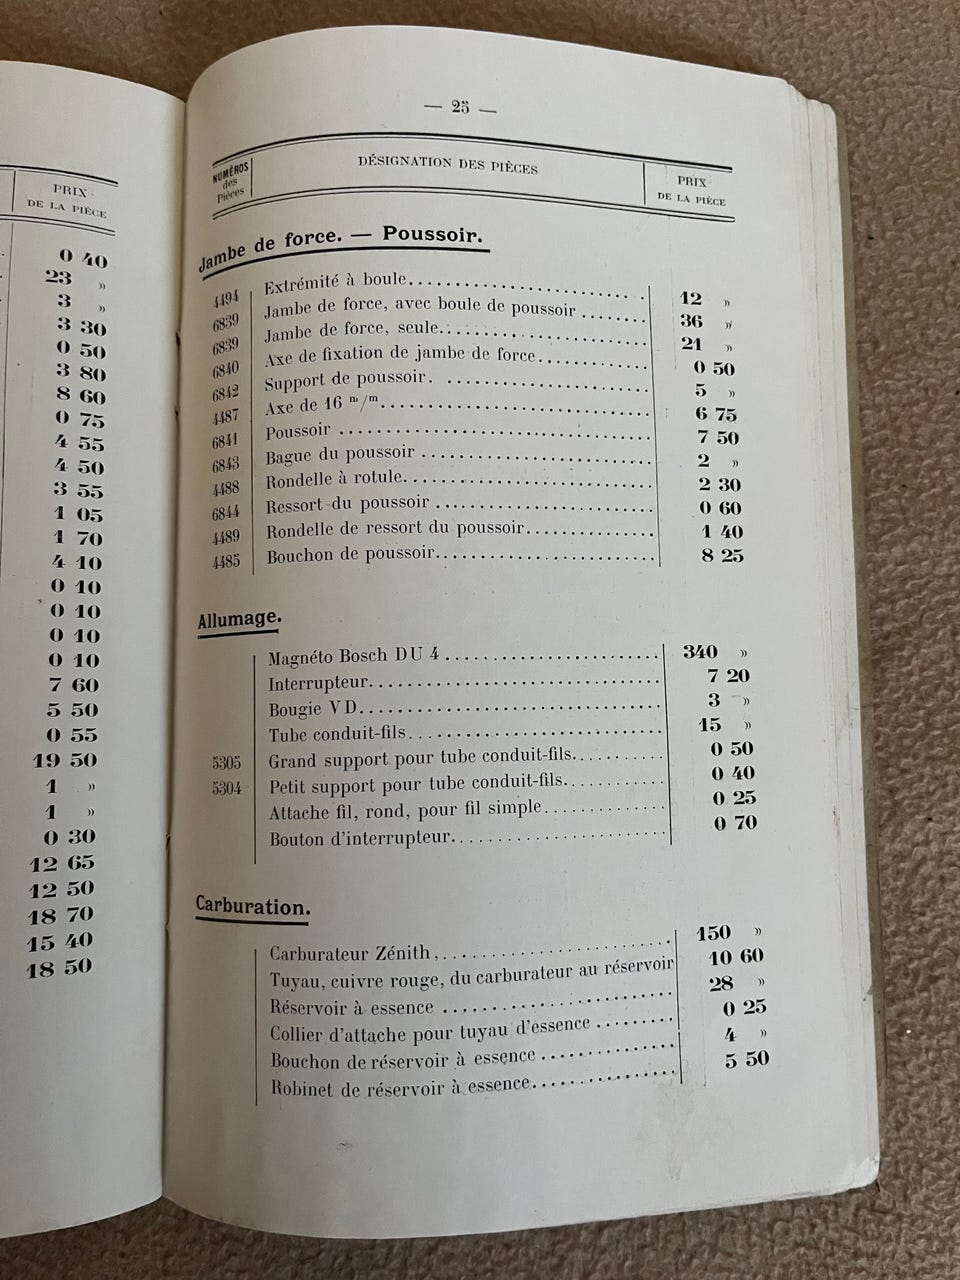 PRIX
DE LA PIÈCE
0 40
23 »
3 »
3 30
0 50
3 80
8 60
0 75
4 55
4 50
3 55
1 05
1 70
4 10
0 10
0 10
0 10
0 10
7 60
5 50
0 55
19 50
1 »
1 »
0 30
12 65
12 50
18 70
15 40
18 50
— 25 —
NUMÉROS des Pièces DÉSIGNATION DES PIÈCES PRIX DE LA PIÈCE
Jambe de force. — Poussoir.
4494 Extrémité à boule 12 »
6839 Jambe de force, avec boule de poussoir 36 »
6839 Jambe de force, seule 21 »
6840 Axe de fixation de jambe de force 0 50
6842 Support de poussoir 5 »
4487 Axe de 16 m/m 6 75
6841 Poussoir 7 50
6843 Bague du poussoir 2 »
4488 Rondelle à rotule 2 30
6844 Ressort du poussoir 0 60
4489 Rondelle de ressort du poussoir 1 40
4485 Bouchon de poussoir 8 25
Allumage.
Magnéto Bosch DU 4 340 »
Interrupteur 7 20
Bougie VD 3 »
Tube conduit-fils 15 »
5305 Grand support pour tube conduit-fils 0 50
5304 Petit support pour tube conduit-fils 0 40
Attache fil, rond, pour fil simple 0 25
Bouton d'interrupteur 0 70
Carburation.
Carburateur Zénith 150 »
Tuyau, cuivre rouge, du carburateur au réservoir 10 60
Réservoir à essence 28 »
Collier d'attache pour tuyau d'essence 0 25
Bouchon de réservoir à essence 4 »
Robinet de réservoir à essence 5 50